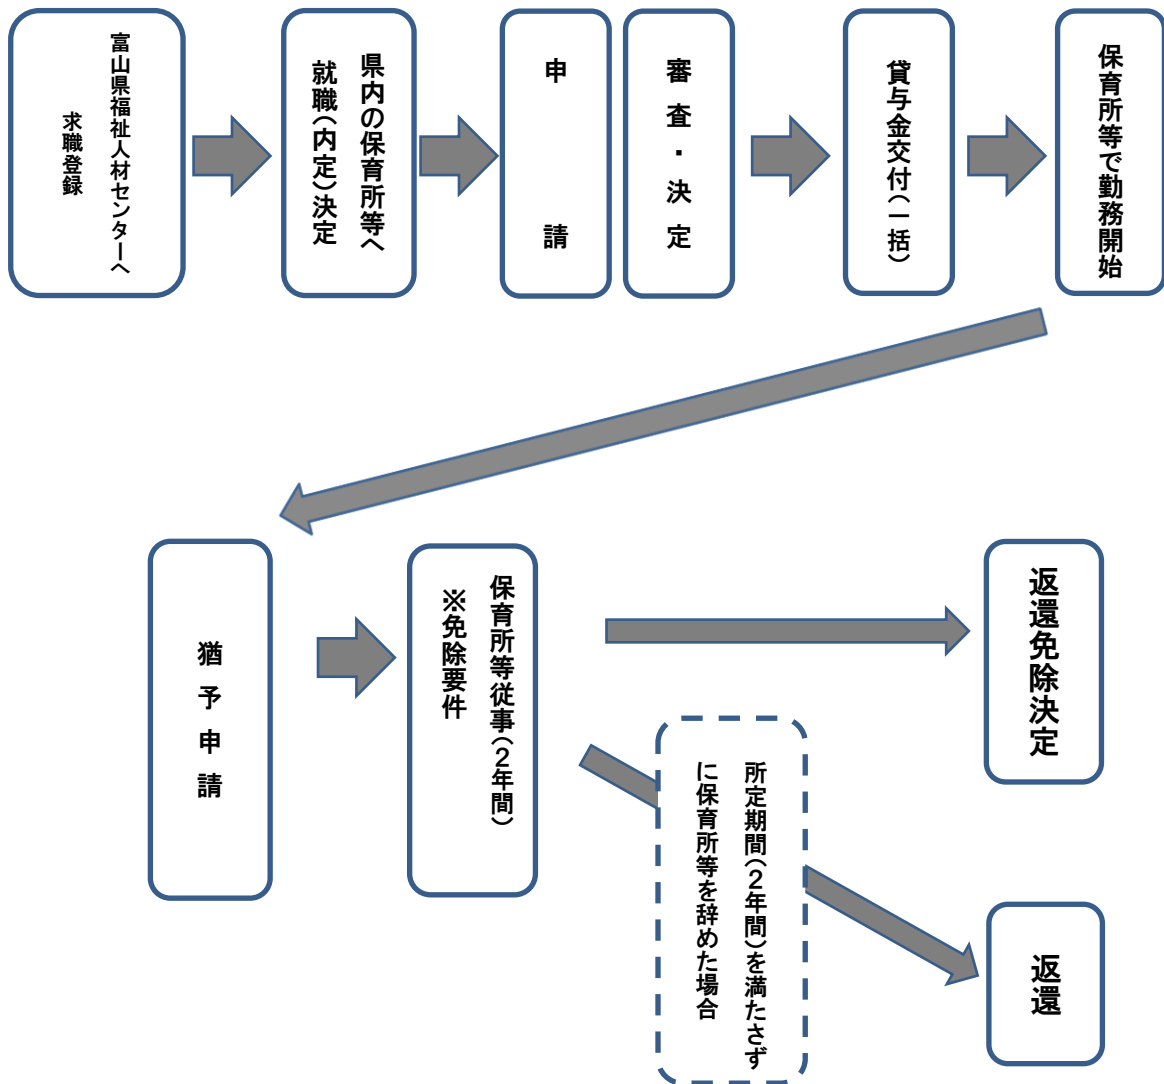 富山県福祉人材センターへ
求職登録
県内の保育所等へ
就職(内定)決定
申請
審査・決定
貸与金交付(一括)
保育所等で勤務開始
猶予申請
保育所等従事(2年間)
※免除要件
返還免除決定
所定期間(2年間)を満たさず
に保育所等を辞めた場合
返還